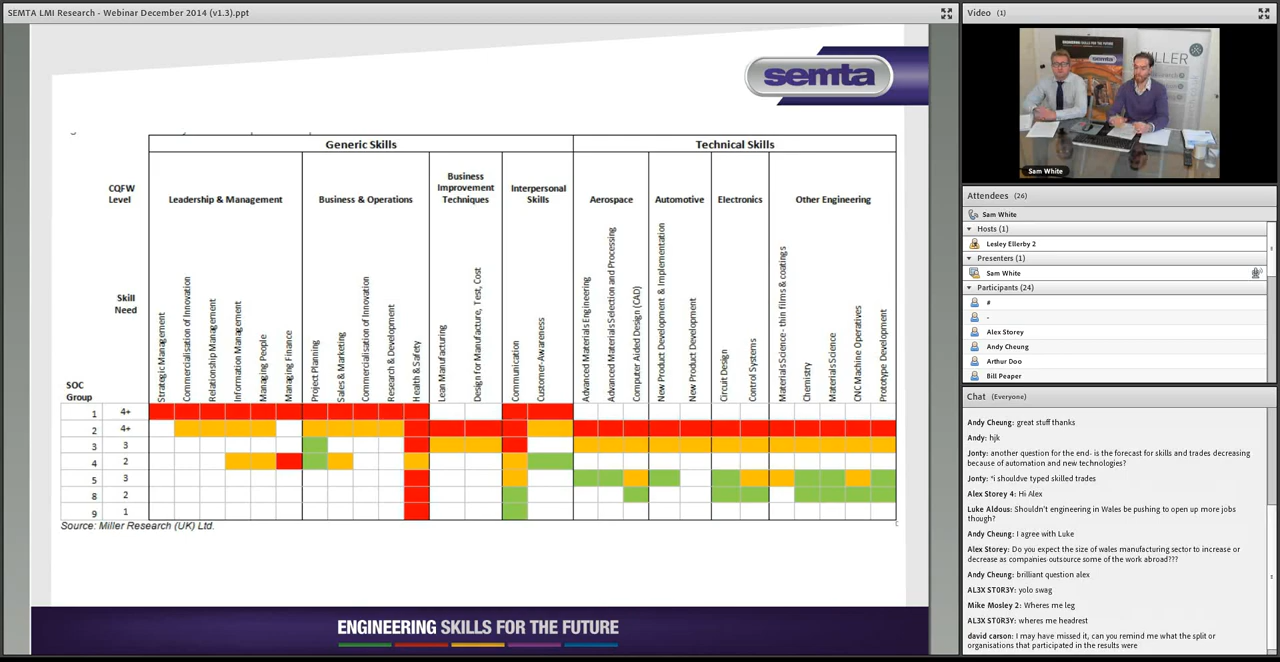 SEMTA LMI Research - Webinar December 2014 (v1.3).ppt
semta
Generic Skills
Technical Skills
CQFW
Level
Leadership & Management
Business & Operations
Business
Improvement
Techniques
Interpersonal
Skills
Aerospace
Automotive
Electronics
Other Engineering
Skill
Need
SOC
Group
Strategic Management
Commercialisation of Innovation
Relationship Management
Information Management
Managing People
Managing Finance
Project Planning
Sales & Marketing
Commercialisation of Innovation
Research & Development
Health & Safety
Lean Manufacturing
Design for Manufacture, Test, Cost
Communication
Customer Awareness
Advanced Materials Engineering
Advanced Materials Selection and Processing
Computer Aided Design (CAD)
New Product Development & Implementation
New Product Development
Circuit Design
Control Systems
Materials Science - thin films & coatings
Chemistry
Materials Science
CNC Machine Operatives
Prototype Development
1 4+
2 4+
3 3
4 2
5 3
8 2
9 1
Source: Miller Research (UK) Ltd.
ENGINEERING SKILLS FOR THE FUTURE
Video (1)
ENGINEERING SKILLS FOR THE FUTURE
semta
Sam White
Attendees (26)
Sam White
Hosts (1)
Lesley Ellerby 2
Presenters (1)
Sam White
Participants (24)
#
-
Alex Storey
Andy Cheung
Arthur Doo
Bill Peaper
Chat (Everyone)
Andy Cheung: great stuff thanks
Andy: hjk
Jonty: another question for the end- is the forecast for skills and trades decreasing
because of automation and new technologies?
Jonty: *i shouldve typed skilled trades
Alex Storey 4: Hi Alex
Luke Aldous: Shouldn't engineering in Wales be pushing to open up more jobs
though?
Andy Cheung: I agree with Luke
Alex Storey: Do you expect the size of wales manufacturing sector to increase or
decrease as companies outsource some of the work abroad???
Andy Cheung: brilliant question alex
AL3X ST0R3Y: yolo swag
Mike Mosley 2: Wheres me leg
AL3X ST0R3Y: wheres me headrest
david carson: I may have missed it, can you remind me what the split or
organisations that participated in the results were